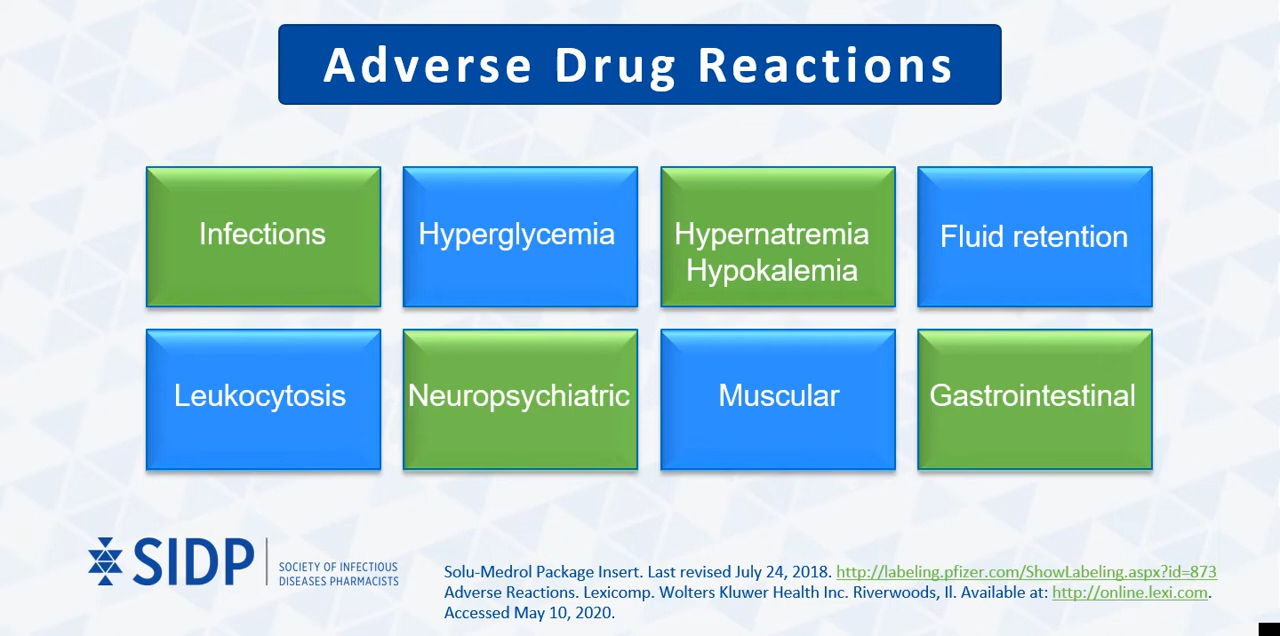 Adverse Drug Reactions
Infections
Hyperglycemia
Hypernatremia
Hypokalemia
Fluid retention
Leukocytosis
Neuropsychiatric
Muscular
Gastrointestinal
SIDP
SOCIETY OF INFECTIOUS
DISEASES PHARMACISTS
Solu-Medrol Package Insert. Last revised July 24, 2018. http://labeling.pfizer.com/ShowLabeling.aspx?id=873
Adverse Reactions. Lexicomp. Wolters Kluwer Health Inc. Riverwoods, Il. Available at: http://online.lexi.com.
Accessed May 10, 2020.